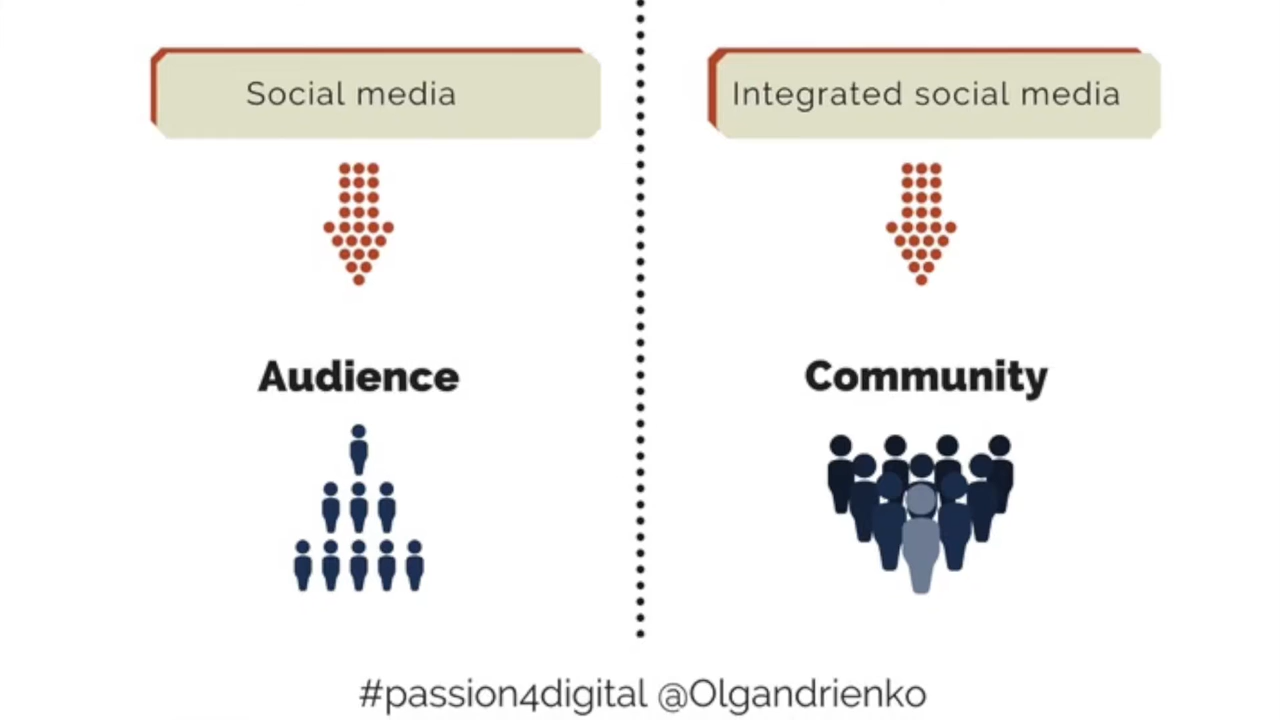 Social media
Integrated social media
Audience
Community
#passion4digital @Olgandrienko